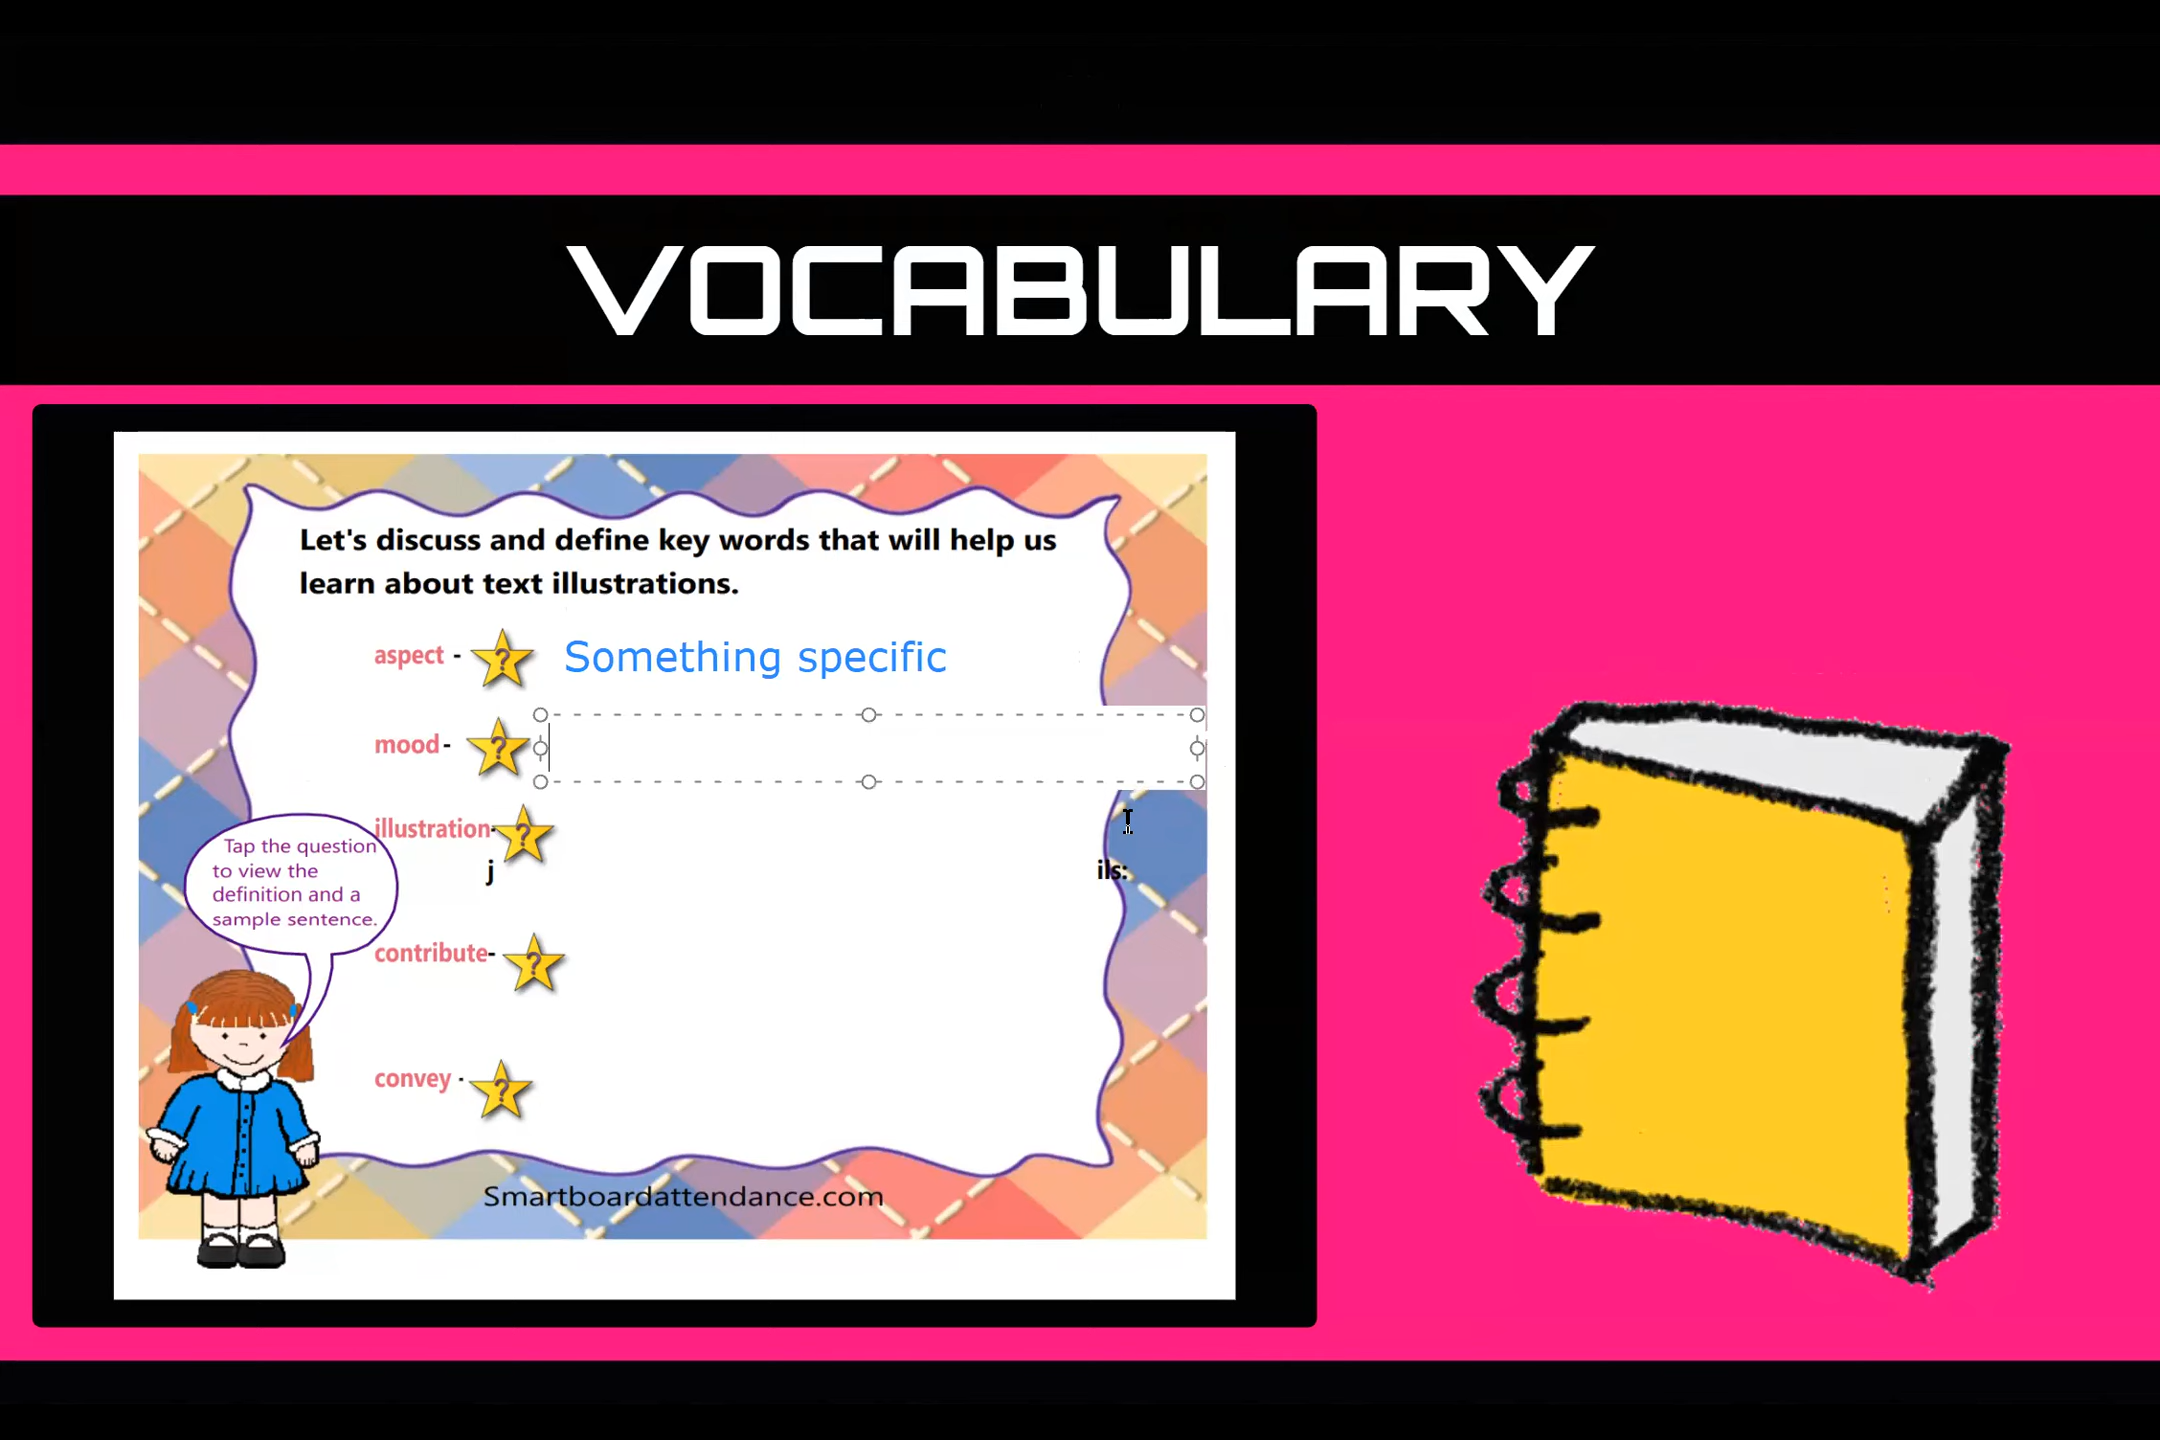 VOCABULARY
Let's discuss and define key words that will help us
learn about text illustrations.
aspect - ? Something specific
mood- ?
illustration- ?
j ils:
Tap the question
to view the
definition and a
sample sentence.
contribute- ?
convey - ?
Smartboardattendance.com